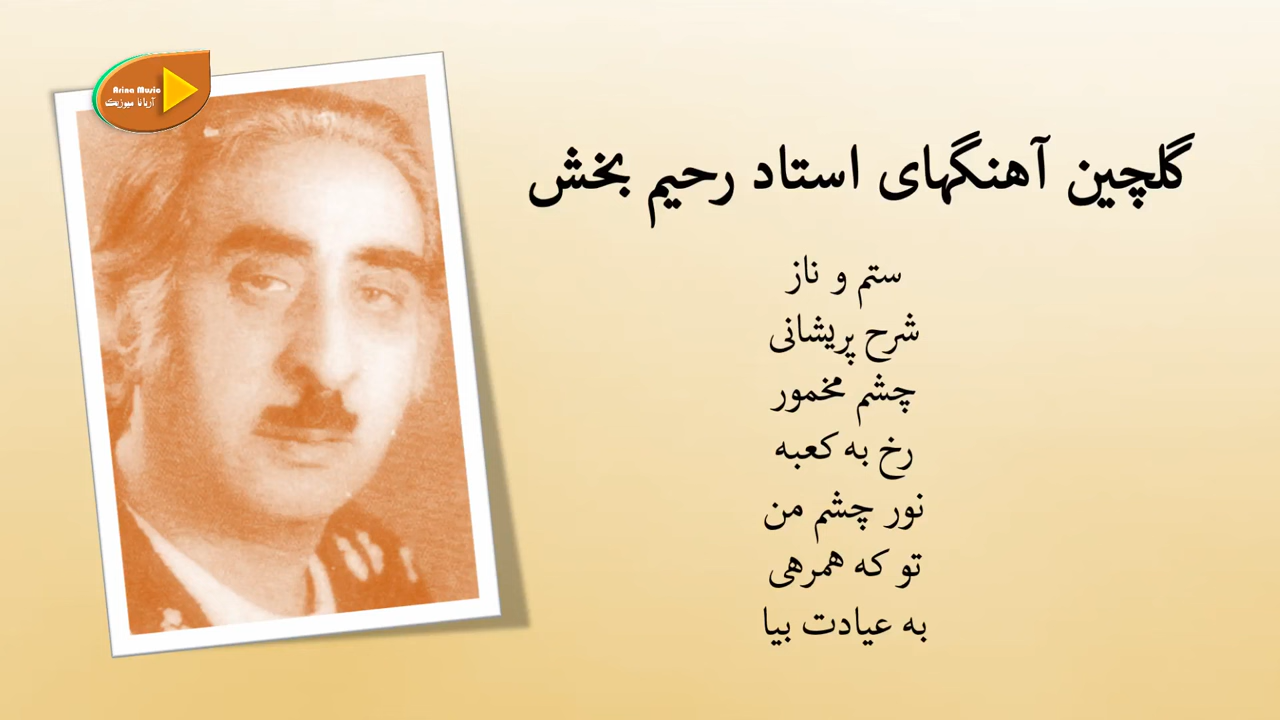 Arina Music
آریانا میوزیک
گلچین آهنگهای استاد رحیم بخش
ستم و ناز
شرح پریشانی
چشم مخمور
رخ به کعبه
نور چشم من
تو که همرهی
به عیادت بیا